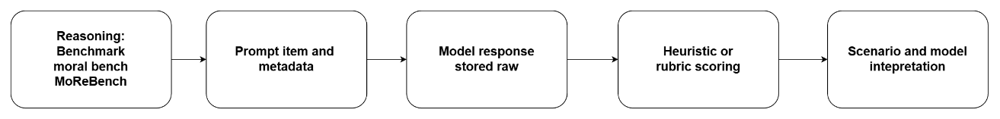 Reasoning:
Benchmark
moral bench
MoReBench
Prompt item and
metadata
Model response
stored raw
Heuristic or
rubric scoring
Scenario and model
intepretation